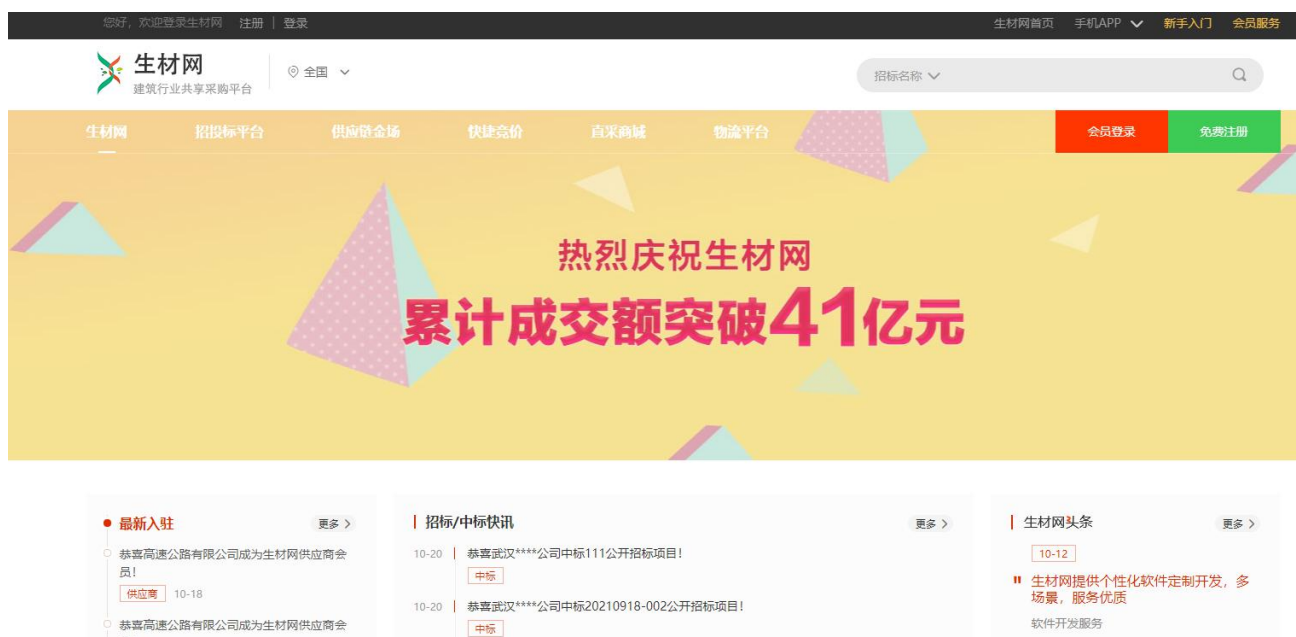 您好，欢迎登录生材网 注册 | 登录
生材网首页 手机APP 新手入门 会员服务
生材网
建筑行业共享采购平台
全国
招标名称
生材网 招投标平台 供应链金场 快捷竞价 直采商城 物流平台
会员登录 免费注册
热烈庆祝生材网
累计成交额突破41亿元
最新入驻 更多 >
恭喜高速公路有限公司成为生材网供应商会
员！
供应商 10-18
恭喜高速公路有限公司成为生材网供应商会
招标/中标快讯 更多 >
10-20 恭喜武汉****公司中标111公开招标项目！
中标
10-20 恭喜武汉****公司中标20210918-002公开招标项目！
中标
生材网头条 更多 >
10-12
生材网提供个性化软件定制开发，多
场景，服务优质
软件开发服务